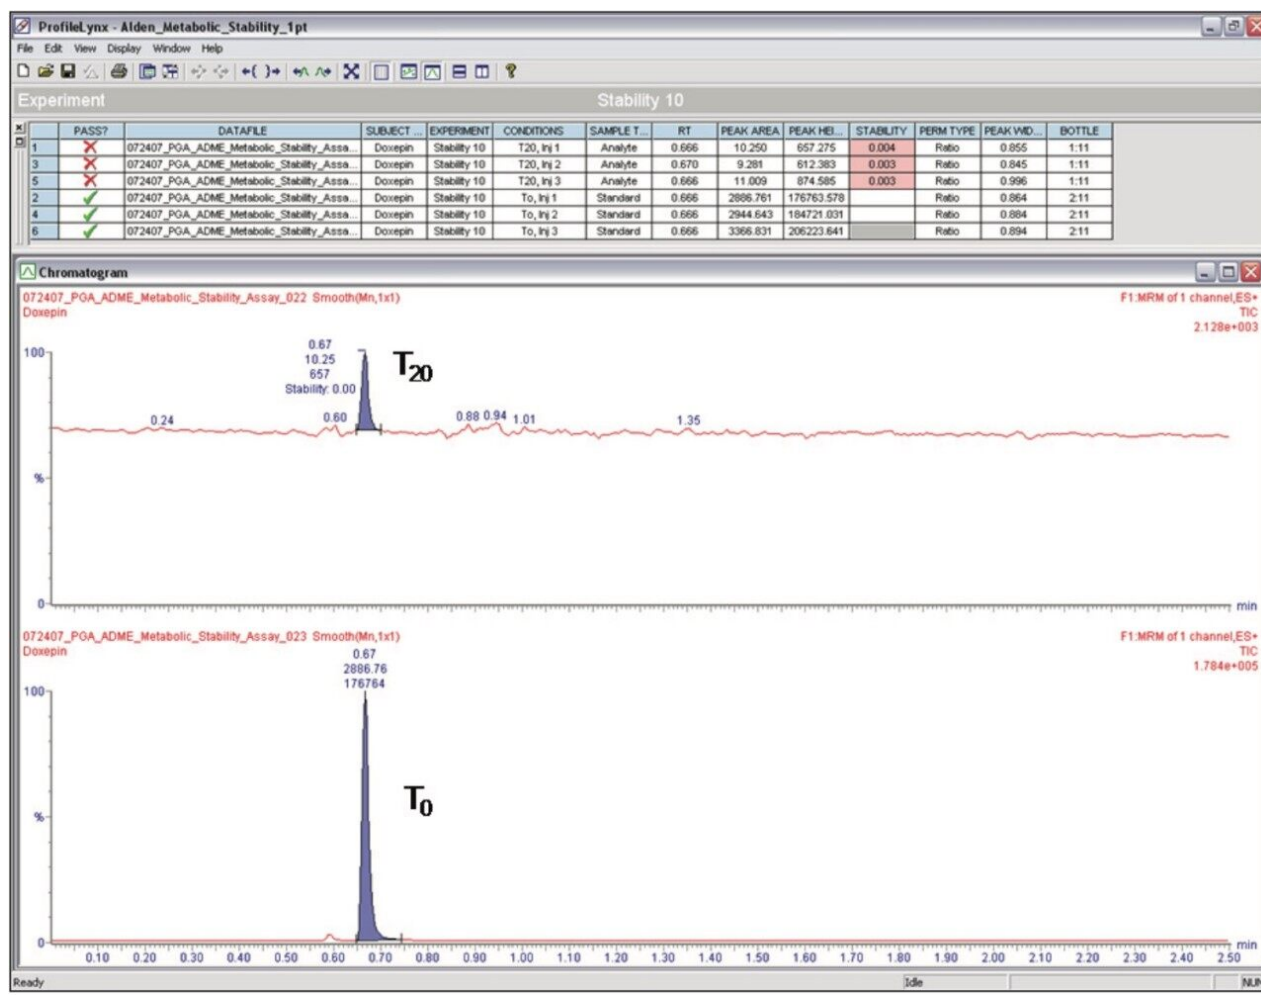 ProfileLynx - Alden_Metabolic_Stability_1pt
File Edit View Display Window Help
Experiment Stability 10
PASS? DATAFILE SUBJECT ... EXPERIMENT CONDITIONS SAMPLE T... RT PEAK AREA PEAK HEI... STABILITY PERM TYPE PEAK WID... BOTTLE
1 072407_PGA_ADME_Metabolic_Stability_Assa... Doxepin Stability 10 T20, Inj 1 Analyte 0.666 10.250 657.275 0.004 Ratio 0.855 1:11
3 072407_PGA_ADME_Metabolic_Stability_Assa... Doxepin Stability 10 T20, Inj 2 Analyte 0.670 9.281 612.383 0.003 Ratio 0.845 1:11
5 072407_PGA_ADME_Metabolic_Stability_Assa... Doxepin Stability 10 T20, Inj 3 Analyte 0.666 11.009 874.585 0.003 Ratio 0.996 1:11
2 072407_PGA_ADME_Metabolic_Stability_Assa... Doxepin Stability 10 To, Inj 1 Standard 0.666 2886.761 176763.578 Ratio 0.864 2:11
4 072407_PGA_ADME_Metabolic_Stability_Assa... Doxepin Stability 10 To, Inj 2 Standard 0.666 2944.643 184721.031 Ratio 0.884 2:11
6 072407_PGA_ADME_Metabolic_Stability_Assa... Doxepin Stability 10 To, Inj 3 Standard 0.666 3366.831 206223.641 Ratio 0.894 2:11
Chromatogram
072407_PGA_ADME_Metabolic_Stability_Assay_022 Smooth(Mn,1x1) F1:MRM of 1 channel,ES+
Doxepin TIC
2.128e+003
0.67
10.25
657
Stability: 0.00
T20
100
0.24 0.60 0.88 0.94 1.01 1.35
%
0 min
072407_PGA_ADME_Metabolic_Stability_Assay_023 Smooth(Mn,1x1) F1:MRM of 1 channel,ES+
Doxepin TIC
1.784e+005
0.67
2886.76
176764
100
T0
%
0 min
0.10 0.20 0.30 0.40 0.50 0.60 0.70 0.80 0.90 1.00 1.10 1.20 1.30 1.40 1.50 1.60 1.70 1.80 1.90 2.00 2.10 2.20 2.30 2.40 2.50
Ready Idle NUM